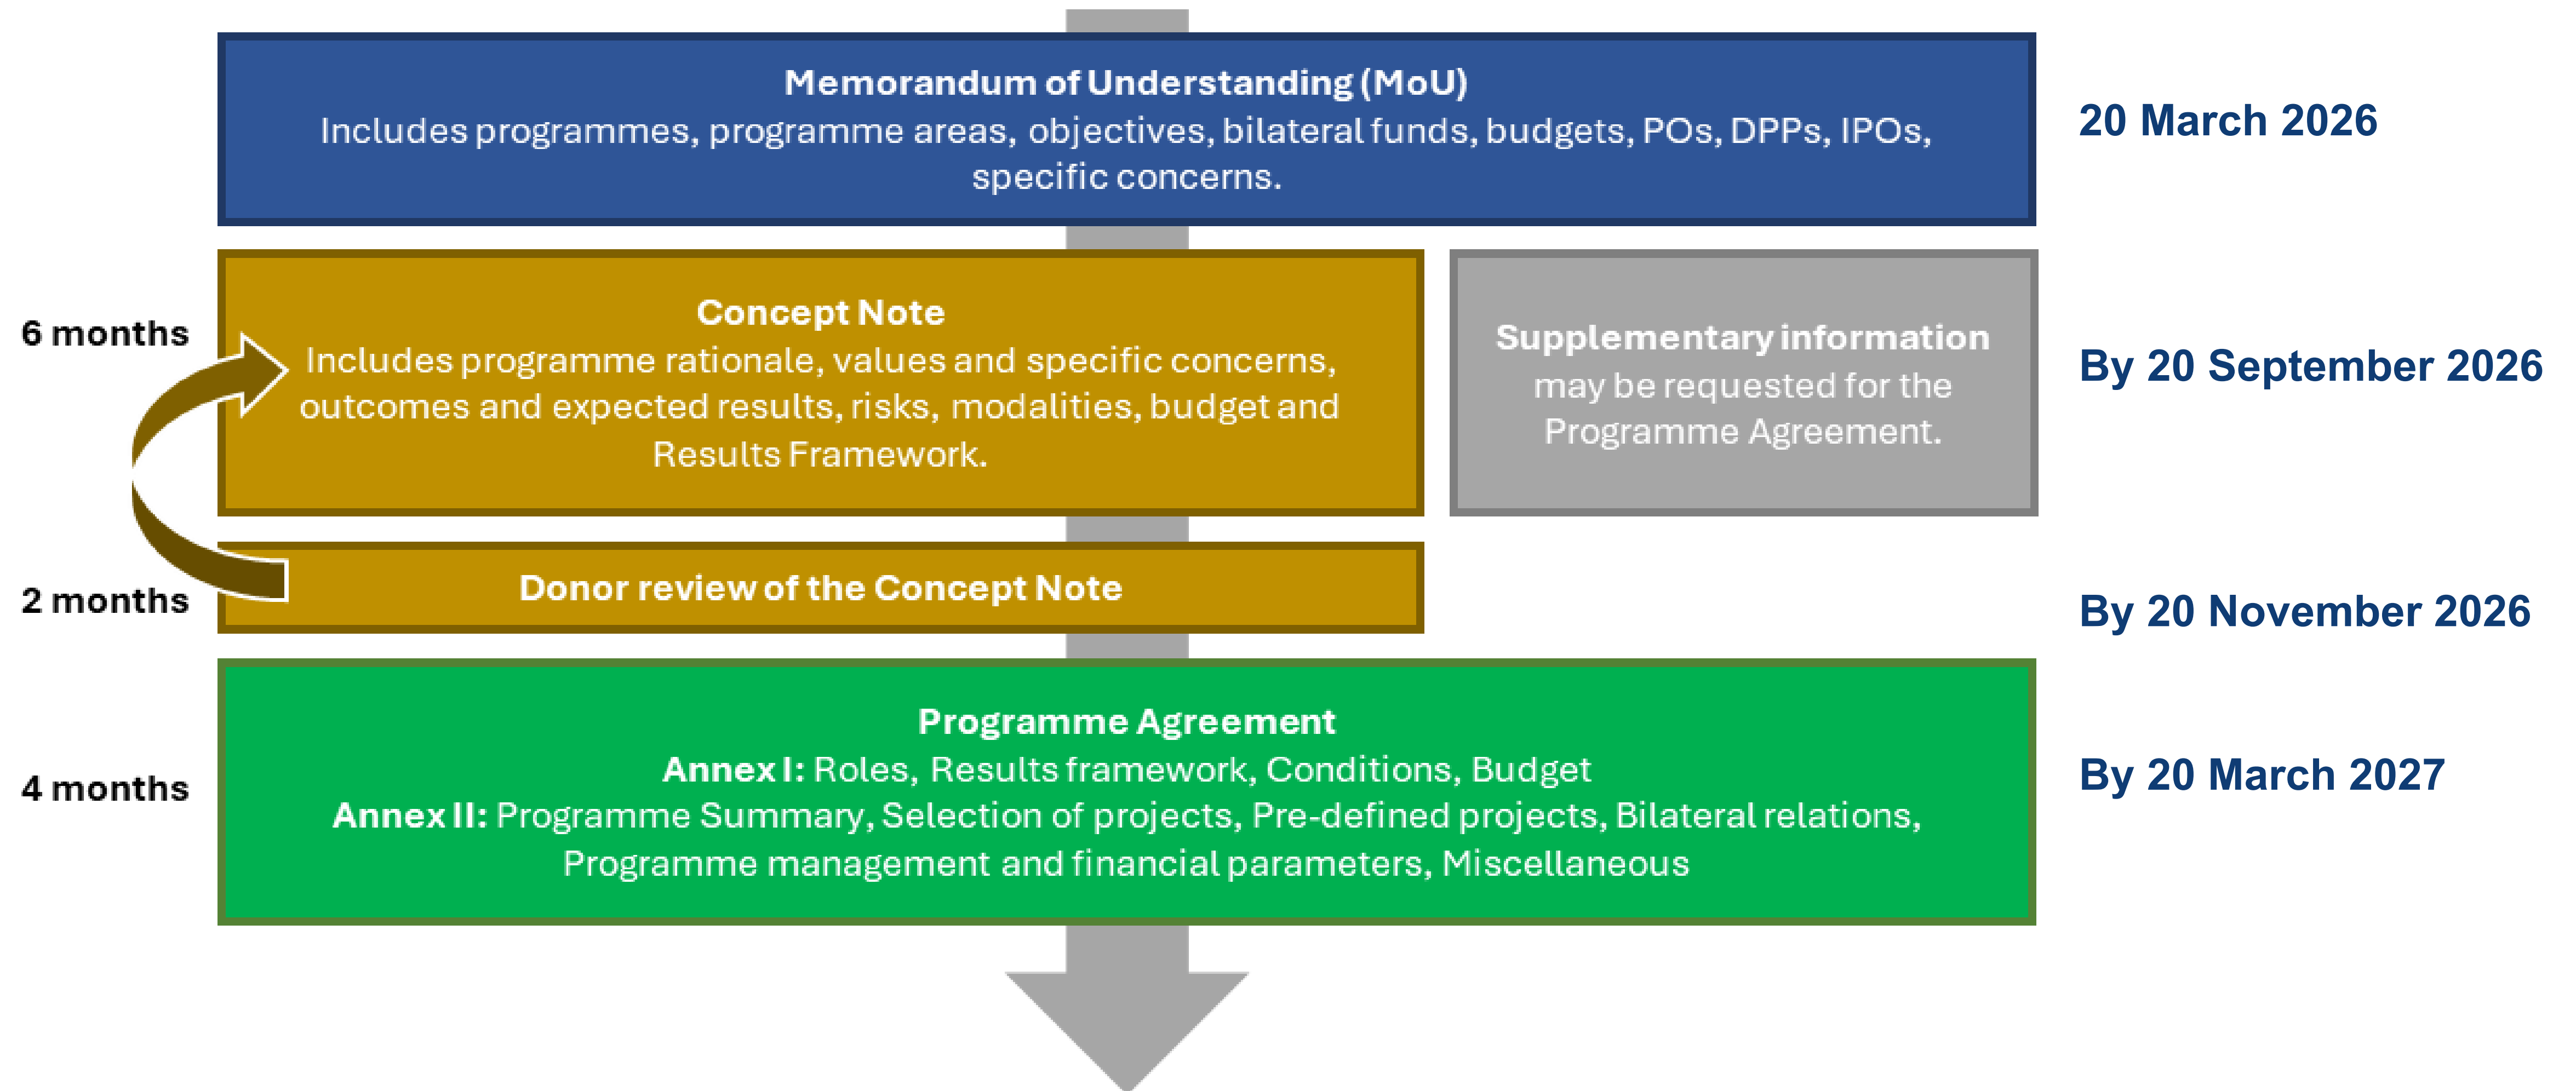 Memorandum of Understanding (MoU)
Includes programmes, programme areas, objectives, bilateral funds, budgets, POs, DPPs, IPOs,
specific concerns.
20 March 2026
6 months
Concept Note
Includes programme rationale, values and specific concerns,
outcomes and expected results, risks, modalities, budget and
Results Framework.
Supplementary information
may be requested for the
Programme Agreement.
By 20 September 2026
2 months
Donor review of the Concept Note
By 20 November 2026
4 months
Programme Agreement
Annex I: Roles, Results framework, Conditions, Budget
Annex II: Programme Summary, Selection of projects, Pre-defined projects, Bilateral relations,
Programme management and financial parameters, Miscellaneous
By 20 March 2027